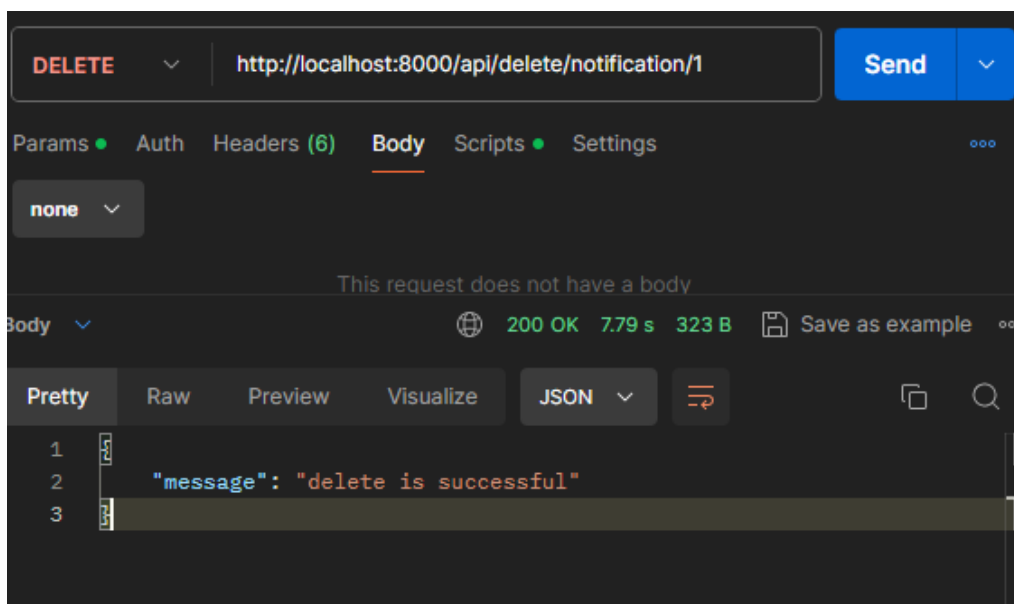 DELETE http://localhost:8000/api/delete/notification/1 Send
Params Auth Headers (6) Body Scripts Settings
none
This request does not have a body
Body 200 OK 7.79 s 323 B Save as example
Pretty Raw Preview Visualize JSON
1 {
2 "message": "delete is successful"
3 }